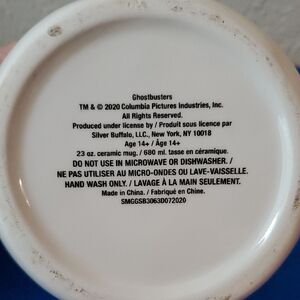 Ghostbusters
TM & © 2020 Columbia Pictures Industries, Inc.
All Rights Reserved.
Produced under license by / Produit sous licence par
Silver Buffalo, LLC., New York, NY 10018
Age 14+ / Âge 14+
23 oz. ceramic mug. / 680 ml. tasse en céramique.
DO NOT USE IN MICROWAVE OR DISHWASHER. /
NE PAS UTILISER AU MICRO-ONDES OU LAVE-VAISSELLE.
HAND WASH ONLY. / LAVAGE À LA MAIN SEULEMENT.
Made in China. / Fabriqué en Chine.
SMGGSB3063D072020